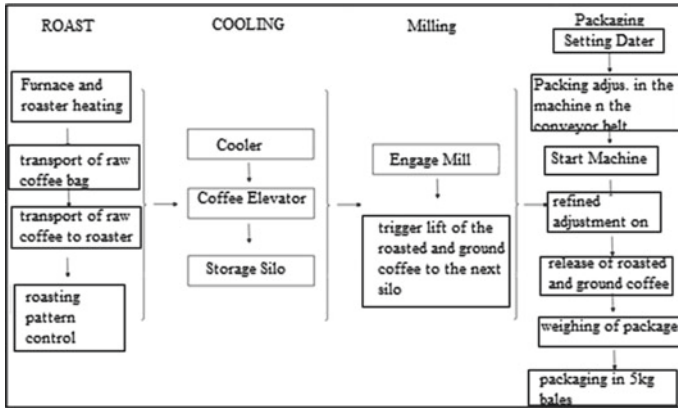 ROAST
Furnace and
roaster heating
transport of raw
coffee bag
transport of raw
coffee to roaster
roasting
pattern
control
COOLING
Cooler
Coffee Elevator
Storage Silo
Milling
Engage Mill
trigger lift of the
roasted and ground
coffee to the next
silo
Packaging
Setting Dater
Packing adjus. in the
machine n the
conveyor belt
Start Machine
refined
adjustment on
release of roasted
and ground coffee
weighing of package
packaging in 5kg
bales